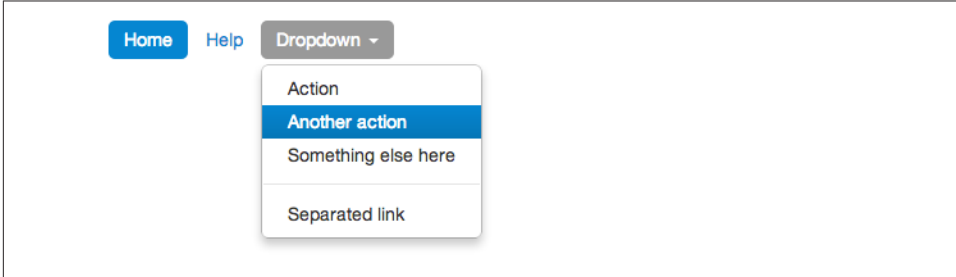 Home Help Dropdown
Action
Another action
Something else here
Separated link